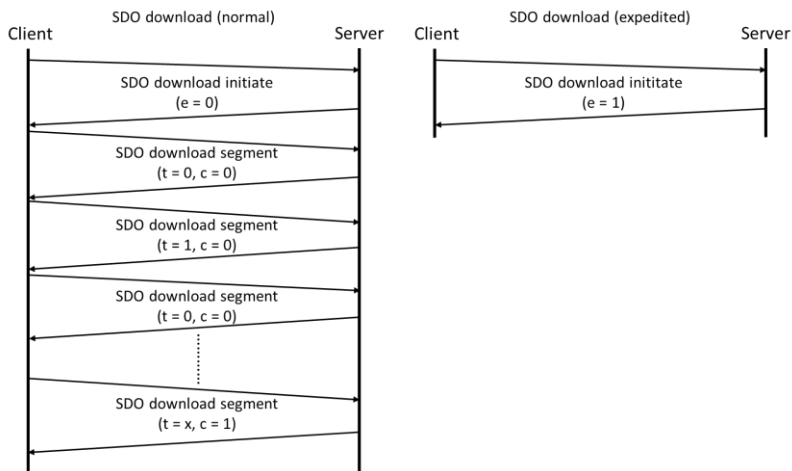 SDO download (normal)
Client
Server
SDO download initiate
(e = 0)
SDO download segment
(t = 0, c = 0)
SDO download segment
(t = 1, c = 0)
SDO download segment
(t = 0, c = 0)
SDO download segment
(t = x, c = 1)
SDO download (expedited)
Client
Server
SDO download inititate
(e = 1)